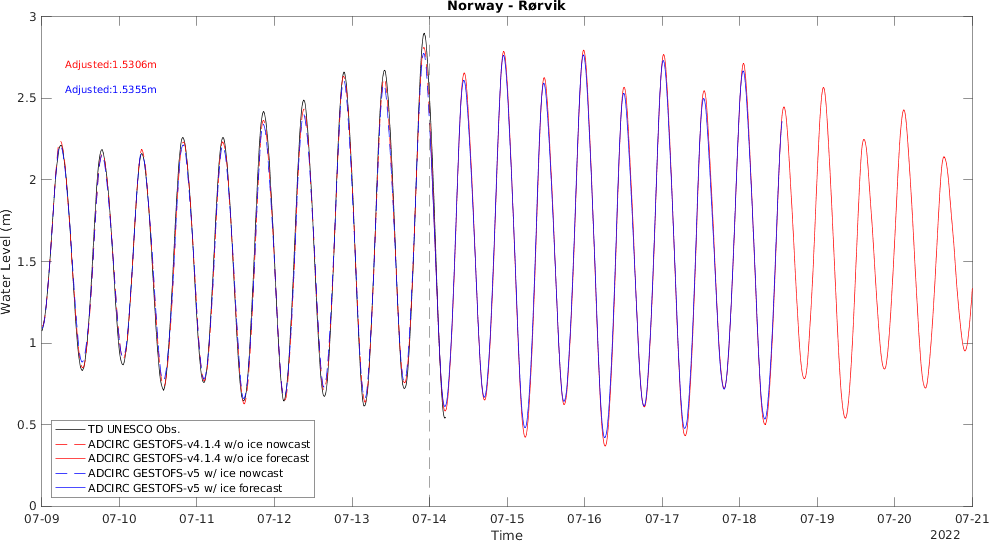 Norway - Rørvik
Adjusted:1.5306m
Adjusted:1.5355m
Water Level (m)
3
2.5
2
1.5
1
0.5
0
TD UNESCO Obs.
ADCIRC GESTOFS-v4.1.4 w/o ice nowcast
ADCIRC GESTOFS-v4.1.4 w/o ice forecast
ADCIRC GESTOFS-v5 w/ ice nowcast
ADCIRC GESTOFS-v5 w/ ice forecast
07-09 07-10 07-11 07-12 07-13 07-14 07-15 07-16 07-17 07-18 07-19 07-20 07-21
Time
2022